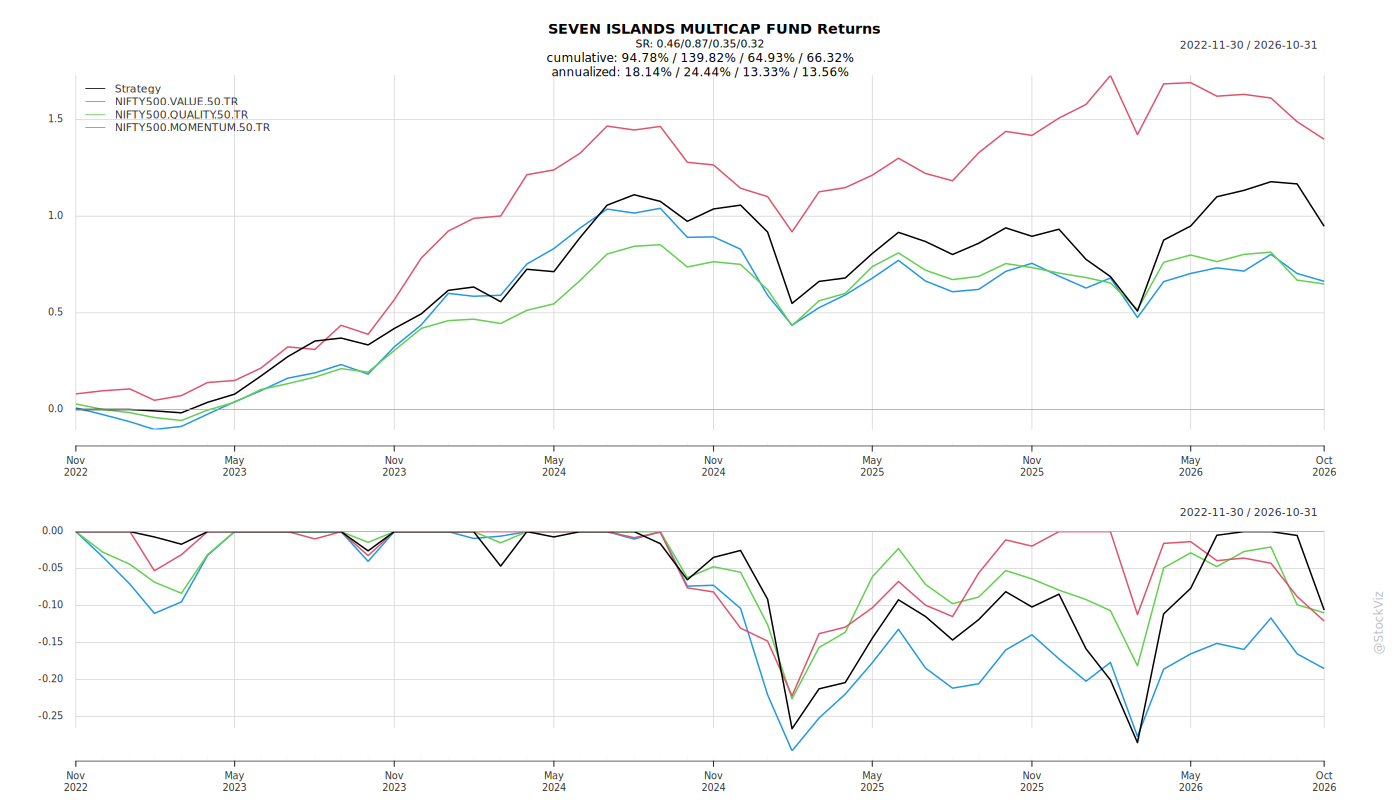 SEVEN ISLANDS MULTICAP FUND Returns
SR: 0.46/0.87/0.35/0.32
cumulative: 94.78% / 139.82% / 64.93% / 66.32%
annualized: 18.14% / 24.44% / 13.33% / 13.56%
2022-11-30 / 2026-10-31
Strategy
NIFTY500.VALUE.50.TR
NIFTY500.QUALITY50.TR
NIFTY500.MOMENTUM.50.TR
1.5
1.0
0.5
0.0
Nov May Nov May Nov May Nov May Oct
2022 2023 2023 2024 2024 2025 2025 2026 2026
2022-11-30 / 2026-10-31
0.00
-0.05
-0.10
-0.15
-0.20
-0.25
Nov May Nov May Nov May Nov May Oct
2022 2023 2023 2024 2024 2025 2025 2026 2026
@StockViz